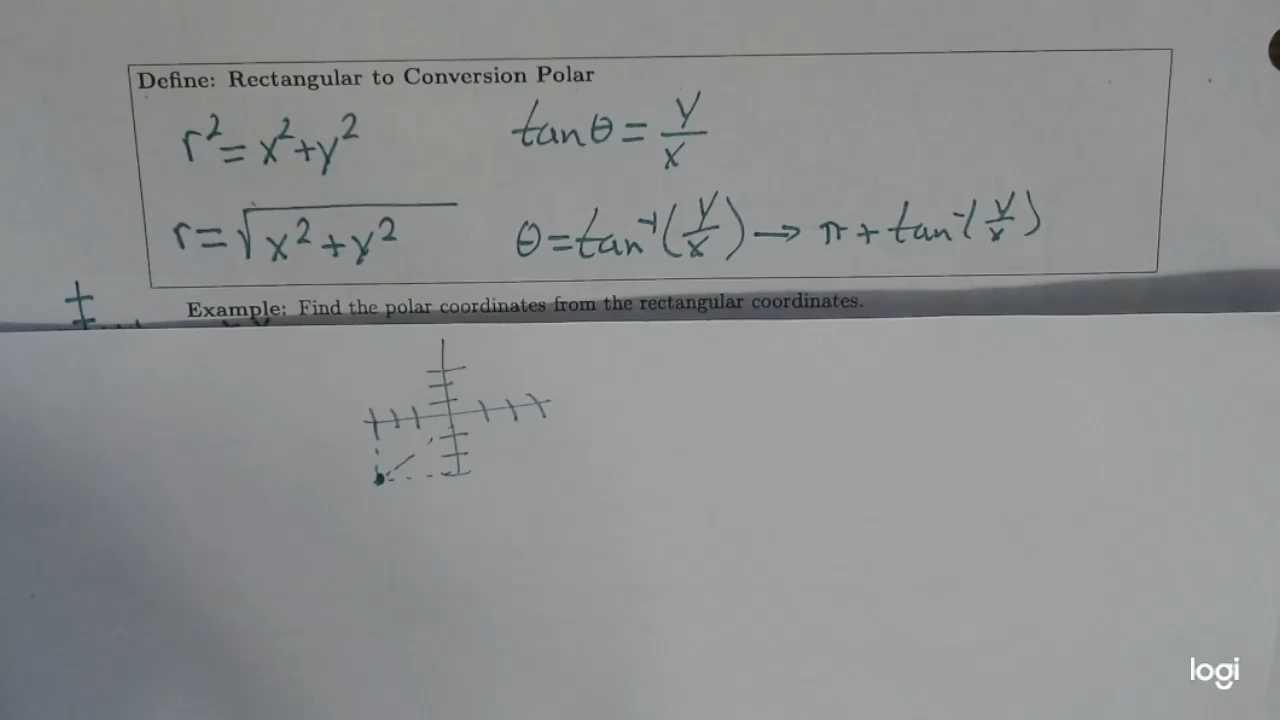 Define: Rectangular to Conversion Polar
r² = x² + y²
tanθ = y/x
r = √(x² + y²)
θ = tan⁻¹(y/x) → π + tan⁻¹(y/x)
Example: Find the polar coordinates from the rectangular coordinates.
logi